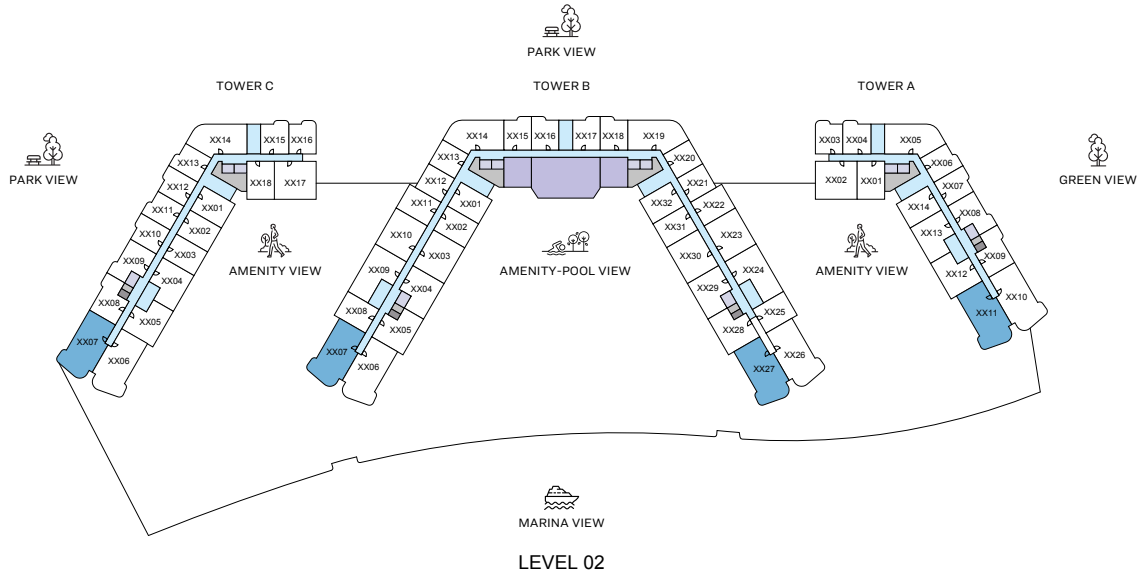 PARK VIEW
TOWER C
TOWER B
TOWER A
PARK VIEW
GREEN VIEW
XX14
XX15
XX16
XX13
XX18
XX17
XX12
XX01
XX11
XX02
XX10
XX03
XX09
XX04
XX08
XX05
XX07
XX06
XX14
XX15
XX16
XX17
XX18
XX19
XX13
XX20
XX12
XX01
XX32
XX21
XX11
XX02
XX31
XX22
XX10
XX03
XX30
XX23
XX09
XX04
XX29
XX24
XX08
XX05
XX28
XX25
XX07
XX06
XX27
XX26
XX03
XX04
XX05
XX02
XX01
XX06
XX07
XX14
XX08
XX13
XX09
XX12
XX10
XX11
AMENITY VIEW
AMENITY-POOL VIEW
AMENITY VIEW
MARINA VIEW
LEVEL 02